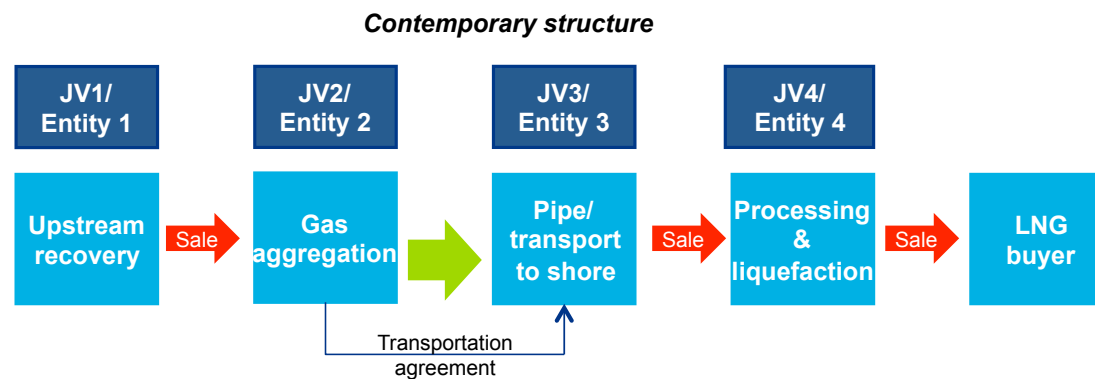 Contemporary structure
JV1/
Entity 1
JV2/
Entity 2
JV3/
Entity 3
JV4/
Entity 4
Upstream
recovery
Sale
Gas
aggregation
Pipe/
transport
to shore
Sale
Processing
&
liquefaction
Sale
LNG
buyer
Transportation
agreement